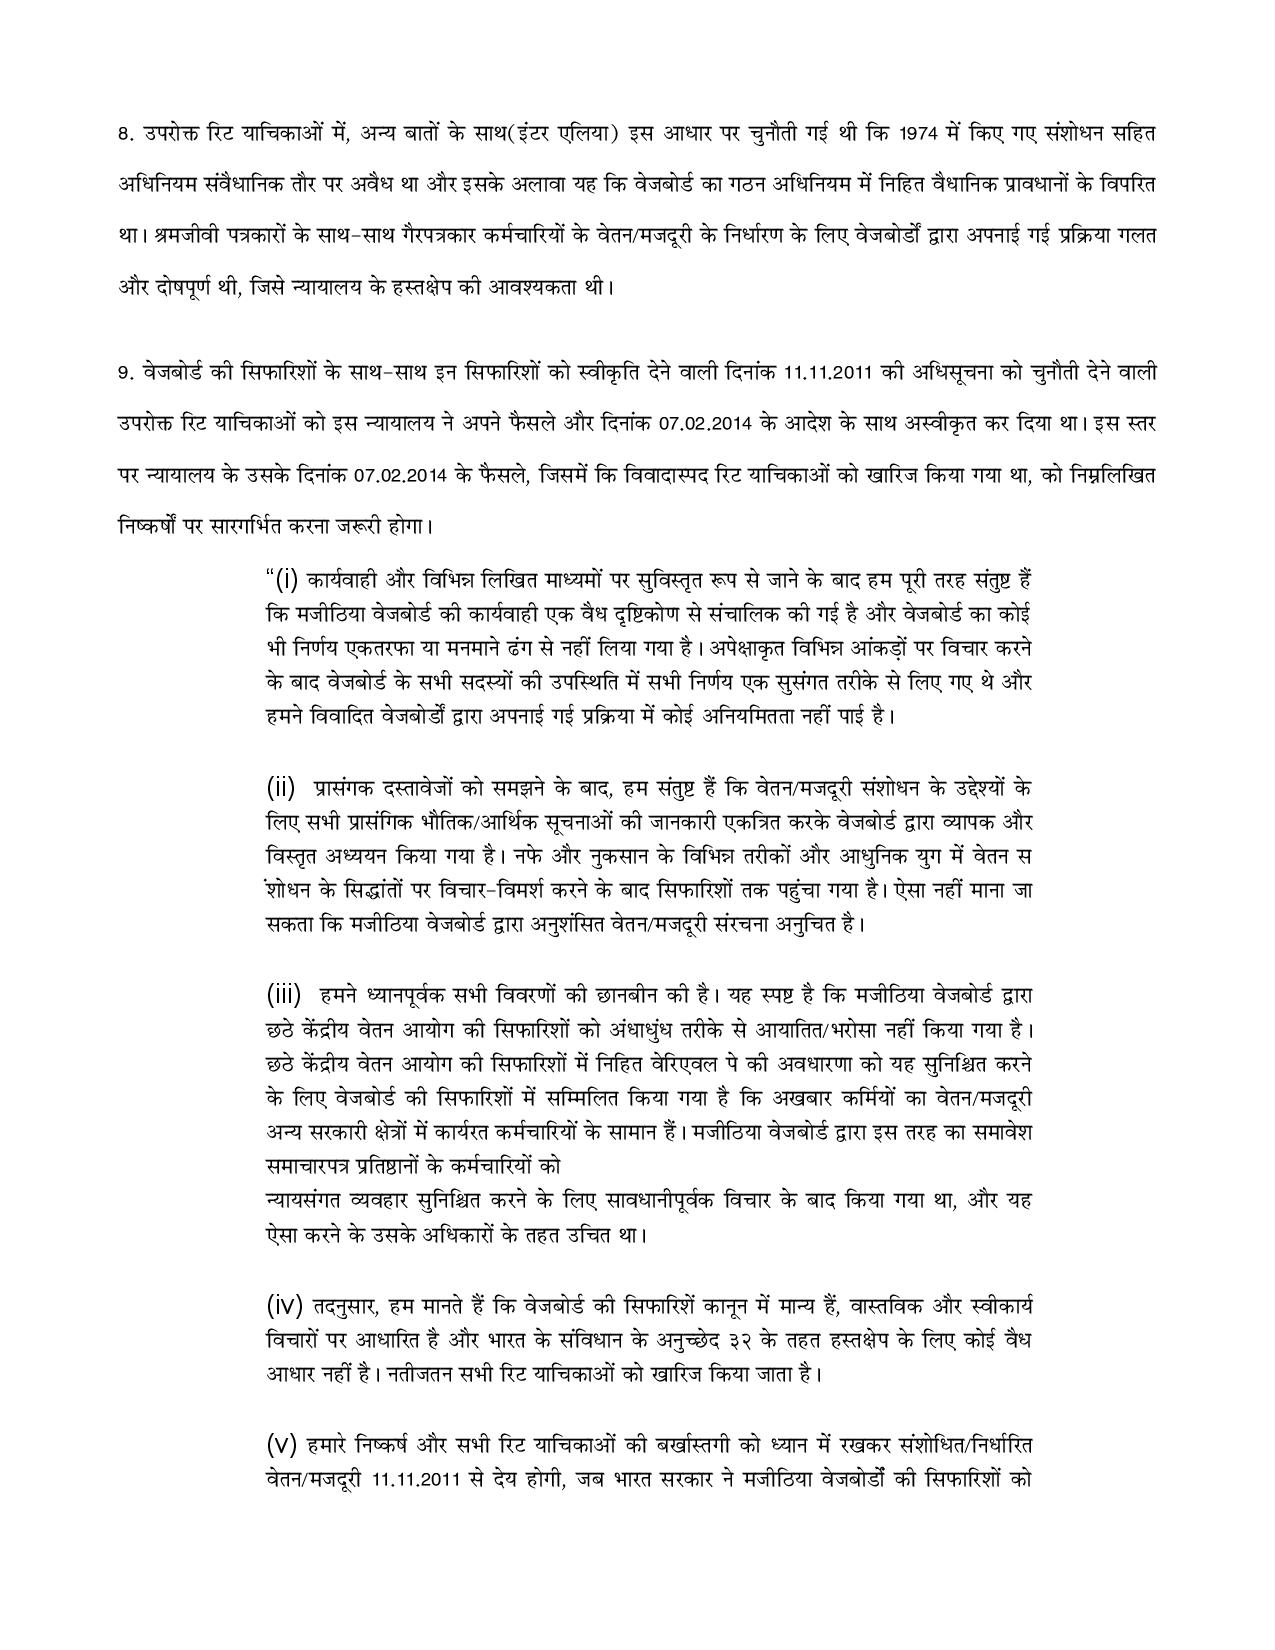 8. उपरोक्त रिट याचिकाओं में, अन्य बातों के साथ(इंटर एलिया) इस आधार पर चुनौती गई थी कि 1974 में किए गए संशोधन सहित
अधिनियम संवैधानिक तौर पर अवैध था और इसके अलावा यह कि वेजबोर्ड का गठन अधिनियम में निहित वैधानिक प्रावधानों के विपरित
था। श्रमजीवी पत्रकारों के साथ-साथ गैरपत्रकार कर्मचारियों के वेतन/मजदूरी के निर्धारण के लिए वेजबोर्डों द्वारा अपनाई गई प्रक्रिया गलत
और दोषपूर्ण थी, जिसे न्यायालय के हस्तक्षेप की आवश्यकता थी।
9. वेजबोर्ड की सिफारिशों के साथ-साथ इन सिफारिशों को स्वीकृति देने वाली दिनांक 11.11.2011 की अधिसूचना को चुनौती देने वाली
उपरोक्त रिट याचिकाओं को इस न्यायालय ने अपने फैसले और दिनांक 07.02.2014 के आदेश के साथ अस्वीकृत कर दिया था। इस स्तर
पर न्यायालय के उसके दिनांक 07.02.2014 के फैसले, जिसमें कि विवादास्पद रिट याचिकाओं को खारिज किया गया था, को निम्नलिखित
निष्कर्षों पर सारगर्भित करना जरूरी होगा।
“(i) कार्यवाही और विभिन्न लिखित माध्यमों पर सुविस्तृत रूप से जाने के बाद हम पूरी तरह संतुष्ट हैं
कि मजीठिया वेजबोर्ड की कार्यवाही एक वैध दृष्टिकोण से संचालिक की गई है और वेजबोर्ड का कोई
भी निर्णय एकतरफा या मनमाने ढंग से नहीं लिया गया है। अपेक्षाकृत विभिन्न आंकड़ों पर विचार करने
के बाद वेजबोर्ड के सभी सदस्यों की उपस्थिति में सभी निर्णय एक सुसंगत तरीके से लिए गए थे और
हमने विवादित वेजबोर्डों द्वारा अपनाई गई प्रक्रिया में कोई अनियमितता नहीं पाई है।
(ii) प्रासंगक दस्तावेजों को समझने के बाद, हम संतुष्ट हैं कि वेतन/मजदूरी संशोधन के उद्देश्यों के
लिए सभी प्रासंगिक भौतिक/आर्थिक सूचनाओं की जानकारी एकत्रित करके वेजबोर्ड द्वारा व्यापक और
विस्तृत अध्ययन किया गया है। नफे और नुकसान के विभिन्न तरीकों और आधुनिक युग में वेतन स
ंशोधन के सिद्धांतों पर विचार-विमर्श करने के बाद सिफारिशों तक पहुंचा गया है। ऐसा नहीं माना जा
सकता कि मजीठिया वेजबोर्ड द्वारा अनुशंसित वेतन/मजदूरी संरचना अनुचित है।
(iii) हमने ध्यानपूर्वक सभी विवरणों की छानबीन की है। यह स्पष्ट है कि मजीठिया वेजबोर्ड द्वारा
छठे केंद्रीय वेतन आयोग की सिफारिशों को अंधाधुंध तरीके से आयातित/भरोसा नहीं किया गया है।
छठे केंद्रीय वेतन आयोग की सिफारिशों में निहित वेरिएवल पे की अवधारणा को यह सुनिश्चित करने
के लिए वेजबोर्ड की सिफारिशों में सम्मिलित किया गया है कि अखबार कर्मियों का वेतन/मजदूरी
अन्य सरकारी क्षेत्रों में कार्यरत कर्मचारियों के सामान हैं। मजीठिया वेजबोर्ड द्वारा इस तरह का समावेश
समाचारपत्र प्रतिष्ठानों के कर्मचारियों को
न्यायसंगत व्यवहार सुनिश्चित करने के लिए सावधानीपूर्वक विचार के बाद किया गया था, और यह
ऐसा करने के उसके अधिकारों के तहत उचित था।
(iv) तदनुसार, हम मानते हैं कि वेजबोर्ड की सिफारिशें कानून में मान्य हैं, वास्तविक और स्वीकार्य
विचारों पर आधारित है और भारत के संविधान के अनुच्छेद ३२ के तहत हस्तक्षेप के लिए कोई वैध
आधार नहीं है। नतीजतन सभी रिट याचिकाओं को खारिज किया जाता है।
(v) हमारे निष्कर्ष और सभी रिट याचिकाओं की बर्खास्तगी को ध्यान में रखकर संशोधित/निर्धारित
वेतन/मजदूरी 11.11.2011 से देय होगी, जब भारत सरकार ने मजीठिया वेजबोर्डों की सिफारिशों को